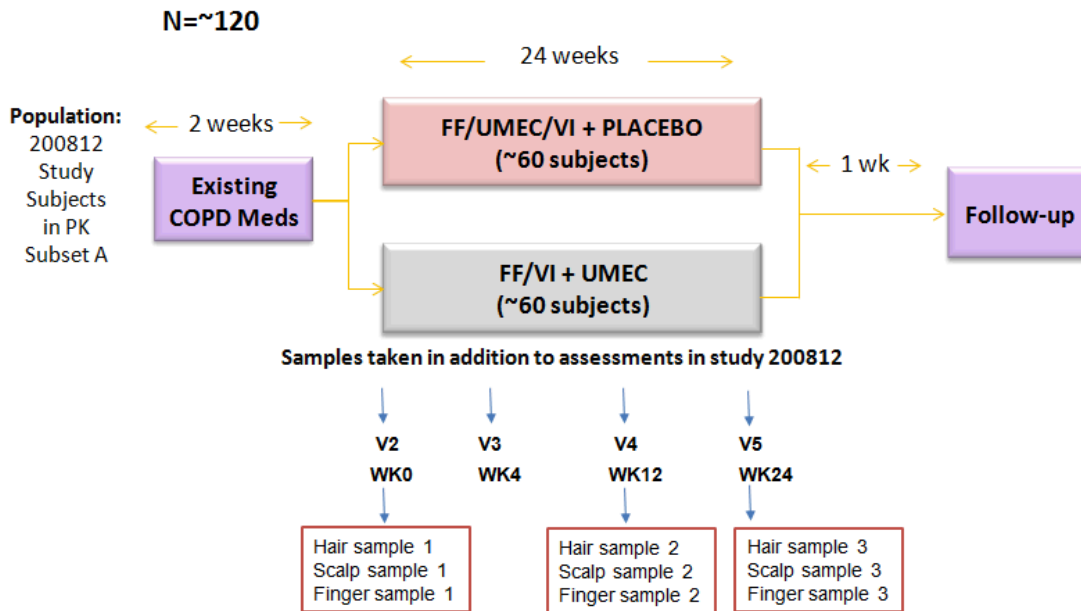 N=~120
24 weeks
Population:
200812
Study
Subjects
in PK
Subset A
2 weeks
Existing
COPD Meds
FF/UMEC/VI + PLACEBO
(~60 subjects)
FF/VI + UMEC
(~60 subjects)
1 wk
Follow-up
Samples taken in addition to assessments in study 200812
V2
WK0
V3
WK4
V4
WK12
V5
WK24
Hair sample 1
Scalp sample 1
Finger sample 1
Hair sample 2
Scalp sample 2
Finger sample 2
Hair sample 3
Scalp sample 3
Finger sample 3